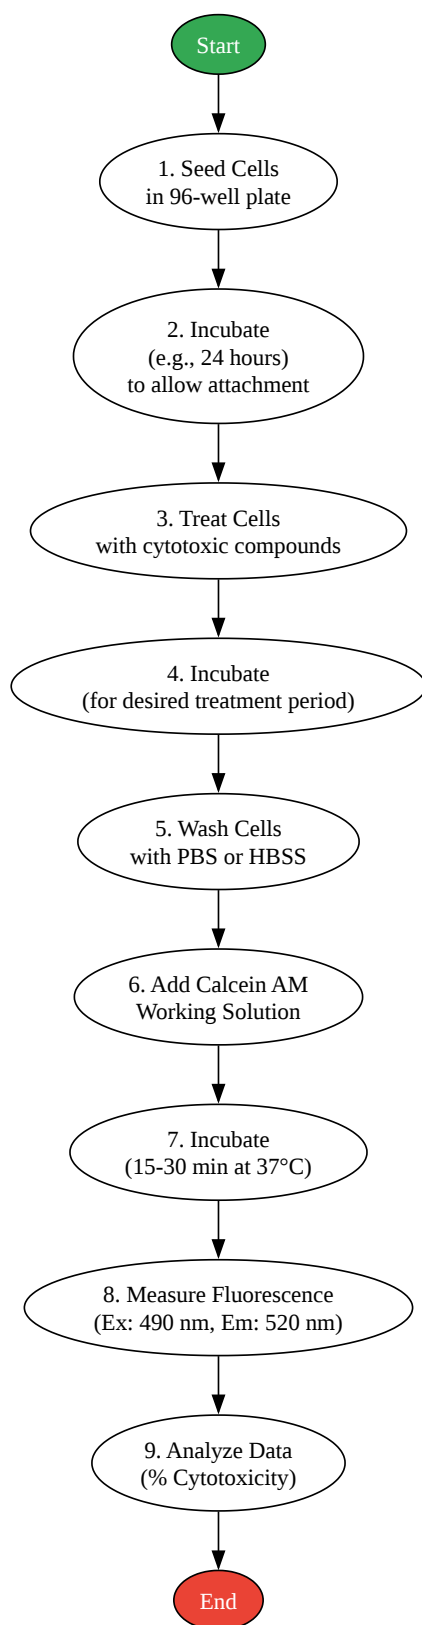 Start
1. Seed Cells
in 96-well plate
2. Incubate
(e.g., 24 hours)
to allow attachment
3. Treat Cells
with cytotoxic compounds
4. Incubate
(for desired treatment period)
5. Wash Cells
with PBS or HBSS
6. Add Calcein AM
Working Solution
7. Incubate
(15-30 min at 37°C)
8. Measure Fluorescence
(Ex: 490 nm, Em: 520 nm)
9. Analyze Data
(% Cytotoxicity)
End